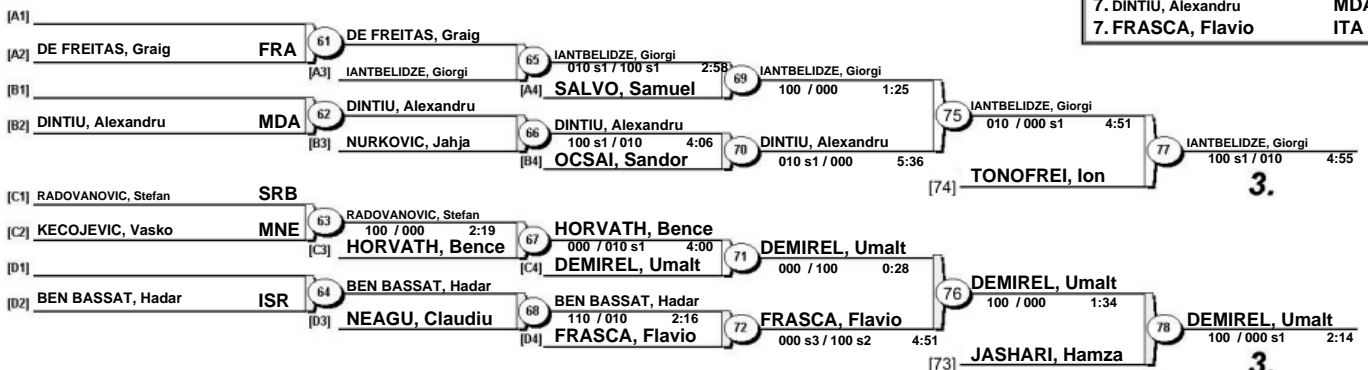 7. DINTIU, Alexandru MDA
7. FRASCA, Flavio ITA
[A1]
[A2] DE FREITAS, Graig FRA
61 DE FREITAS, Graig
[A3] IANTBELIDZE, Giorgi
65 IANTBELIDZE, Giorgi
010 s1 / 100 s1 2:58
[A4] SALVO, Samuel
69 IANTBELIDZE, Giorgi
100 / 000 1:25
[B1]
[B2] DINTIU, Alexandru MDA
62 DINTIU, Alexandru
[B3] NURKOVIC, Jahja
66 DINTIU, Alexandru
100 s1 / 010 4:06
[B4] OCSAI, Sandor
70 DINTIU, Alexandru
010 s1 / 000 5:36
75 IANTBELIDZE, Giorgi
010 / 000 s1 4:51
[74] TONOFREI, Ion
77 IANTBELIDZE, Giorgi
100 s1 / 010 4:55
3.
[C1] RADOVANOVIC, Stefan SRB
[C2] KECOJEVIC, Vasko MNE
63 RADOVANOVIC, Stefan
100 / 000 2:19
[C3] HORVATH, Bence
67 HORVATH, Bence
000 / 010 s1 4:00
[C4] DEMIREL, Umalt
71 DEMIREL, Umalt
000 / 100 0:28
[D1]
[D2] BEN BASSAT, Hadar ISR
64 BEN BASSAT, Hadar
[D3] NEAGU, Claudiu
68 BEN BASSAT, Hadar
110 / 010 2:16
[D4] FRASCA, Flavio
72 FRASCA, Flavio
000 s3 / 100 s2 4:51
76 DEMIREL, Umalt
100 / 000 1:34
[73] JASHARI, Hamza
78 DEMIREL, Umalt
100 / 000 s1 2:14
3.